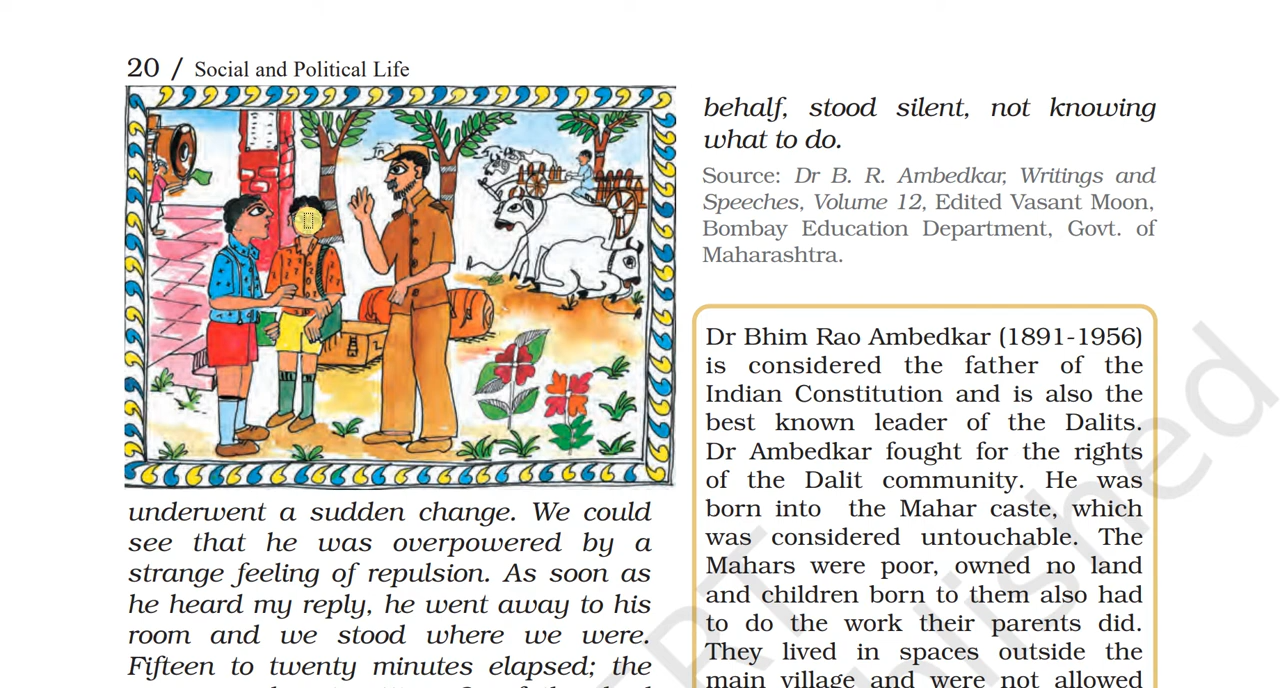 20 / Social and Political Life
underwent a sudden change. We could
see that he was overpowered by a
strange feeling of repulsion. As soon as
he heard my reply, he went away to his
room and we stood where we were.
Fifteen to twenty minutes elapsed; the
behalf, stood silent, not knowing
what to do.
Source: Dr B. R. Ambedkar, Writings and
Speeches, Volume 12, Edited Vasant Moon,
Bombay Education Department, Govt. of
Maharashtra.
Dr Bhim Rao Ambedkar (1891-1956)
is considered the father of the
Indian Constitution and is also the
best known leader of the Dalits.
Dr Ambedkar fought for the rights
of the Dalit community. He was
born into the Mahar caste, which
was considered untouchable. The
Mahars were poor, owned no land
and children born to them also had
to do the work their parents did.
They lived in spaces outside the
main village and were not allowed